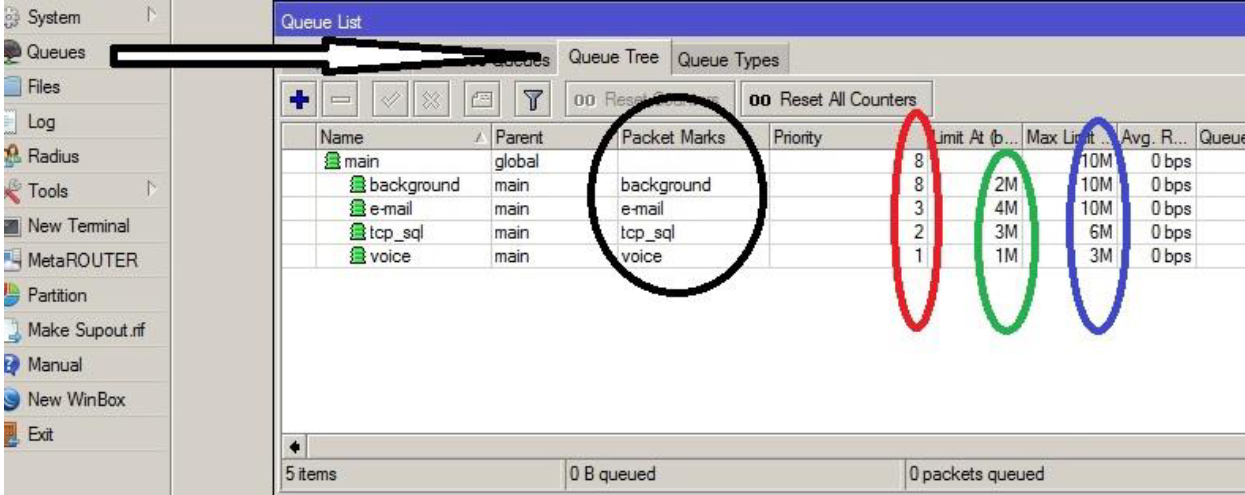 System
Queues
Files
Log
Radius
Tools
New Terminal
MetaROUTER
Partition
Make Supout.rif
Manual
New WinBox
Exit
Queue List
Queues Queue Tree Queue Types
00 Reset Counters 00 Reset All Counters
Name Parent Packet Marks Priority Limit At (b... Max Limit ... Avg. R... Queue
main global 8 10M 0 bps
background main background 8 2M 10M 0 bps
e-mail main e-mail 3 4M 10M 0 bps
tcp_sql main tcp_sql 2 3M 6M 0 bps
voice main voice 1 1M 3M 0 bps
5 items 0 B queued 0 packets queued